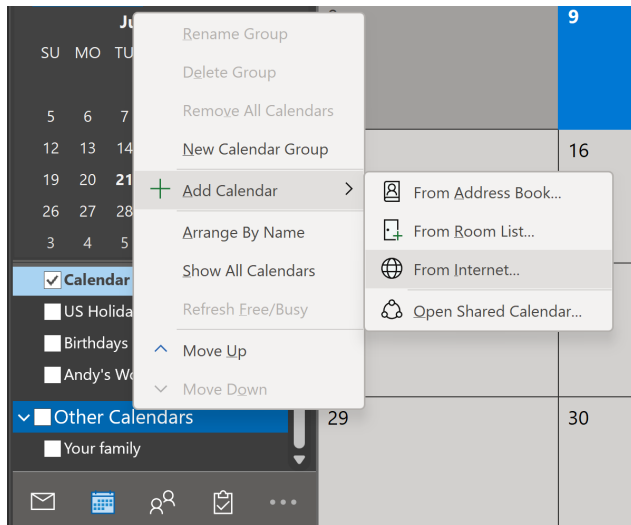 Ju
SU MO TU
5 6 7
12 13 14
19 20 21
26 27 28
3 4 5
Calendar
US Holida
Birthdays
Andy's Wo
Other Calendars
Your family
Rename Group
Delete Group
Remove All Calendars
New Calendar Group
Add Calendar
Arrange By Name
Show All Calendars
Refresh Free/Busy
Move Up
Move Down
From Address Book...
From Room List...
From Internet...
Open Shared Calendar...
9
16
29 30